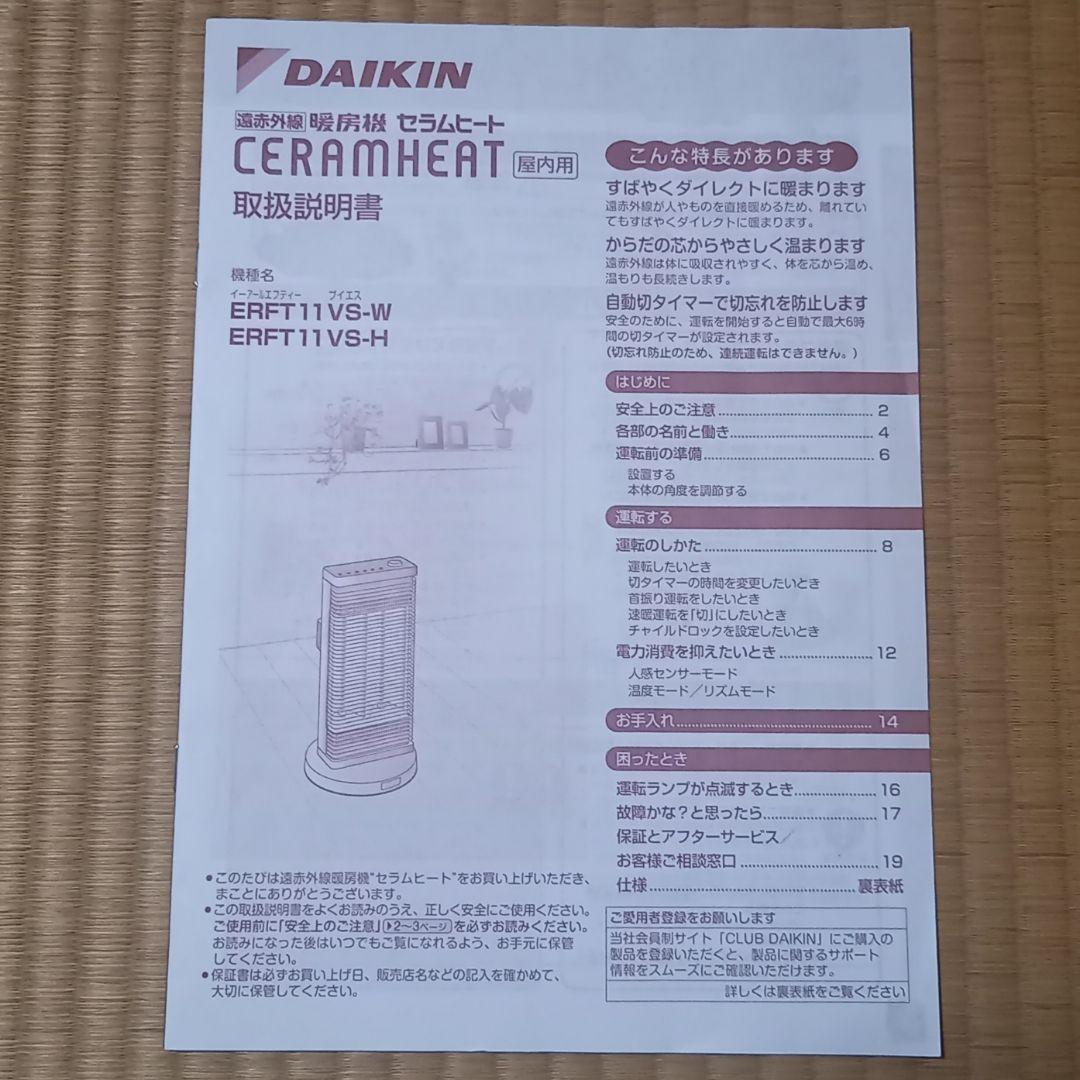 DAIKIN
遠赤外線 暖房機 セラムヒート
CERAMHEAT 屋内用
取扱説明書
機種名
イーアールエフティー ブイエス
ERFT11VS-W
ERFT11VS-H
●このたびは遠赤外線暖房機"セラムヒート"をお買い上げいただき、
まことにありがとうございます。
●この取扱説明書をよくお読みのうえ、正しく安全にご使用ください。
ご使用前に「安全上のご注意」(▶2～3ページ)を必ずお読みください。
お読みになった後はいつでもご覧になれるよう、お手元に保管
してください。
●保証書は必ずお買い上げ日、販売店名などの記入を確かめて、
大切に保管してください。
こんな特長があります
すばやくダイレクトに暖まります
遠赤外線が人やものを直接暖めるため、離れてい
てもすばやくダイレクトに暖まります。
からだの芯からやさしく温まります
遠赤外線は体に吸収されやすく、体を芯から温め、
温もりも長続きします。
自動切タイマーで切忘れを防止します
安全のために、運転を開始すると自動で最大6時
間の切タイマーが設定されます。
(切忘れ防止のため、連続運転はできません。)
はじめに
安全上のご注意 2
各部の名前と働き 4
運転前の準備 6
設置する
本体の角度を調節する
運転する
運転のしかた 8
運転したいとき
切タイマーの時間を変更したいとき
首振り運転をしたいとき
速暖運転を「切」にしたいとき
チャイルドロックを設定したいとき
電力消費を抑えたいとき 12
人感センサーモード
温度モード／リズムモード
お手入れ 14
困ったとき
運転ランプが点滅するとき 16
故障かな？と思ったら 17
保証とアフターサービス／
お客様ご相談窓口 19
仕様 裏表紙
ご愛用者登録をお願いします
当社会員制サイト「CLUB DAIKIN」にご購入の
製品を登録いただくと、製品に関するサポート
情報をスムーズにご確認いただけます。
詳しくは裏表紙をご覧ください